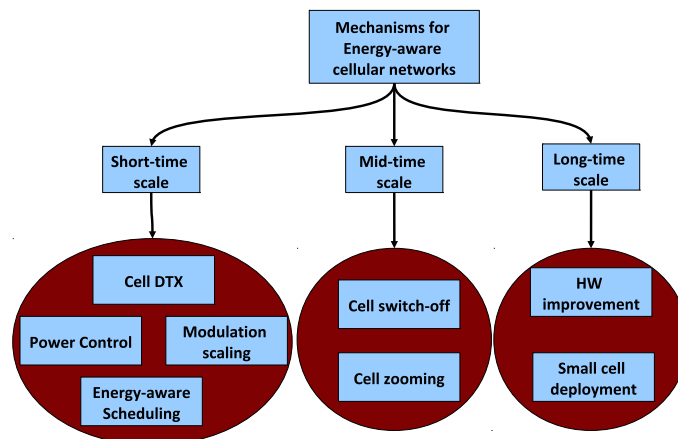 Mechanisms for
Energy-aware
cellular networks
Short-time
scale
Mid-time
scale
Long-time
scale
Cell DTX
Power Control
Modulation
scaling
Energy-aware
Scheduling
Cell switch-off
Cell zooming
HW
improvement
Small cell
deployment